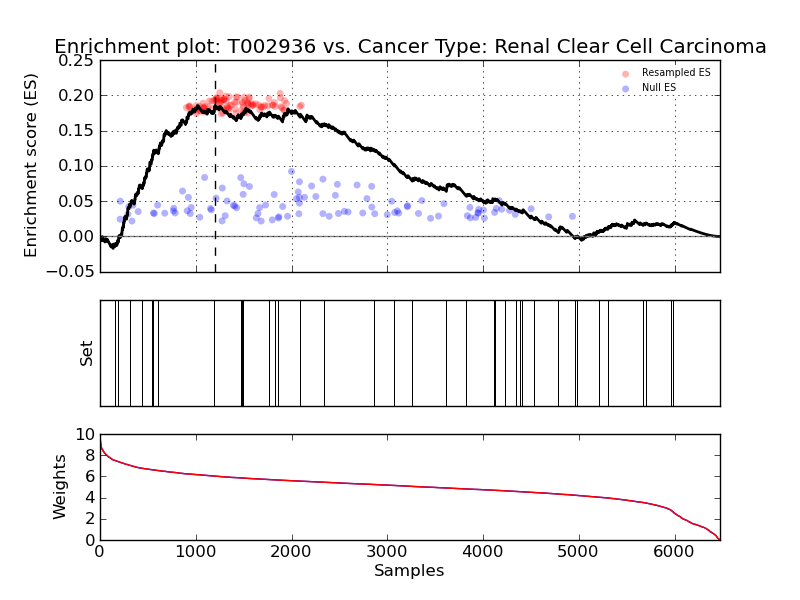 Enrichment plot: T002936 vs. Cancer Type: Renal Clear Cell Carcinoma
Enrichment score (ES)
0.25
0.20
0.15
0.10
0.05
0.00
−0.05
Resampled ES
Null ES
Set
Weights
10
8
6
4
2
0
0 1000 2000 3000 4000 5000 6000
Samples